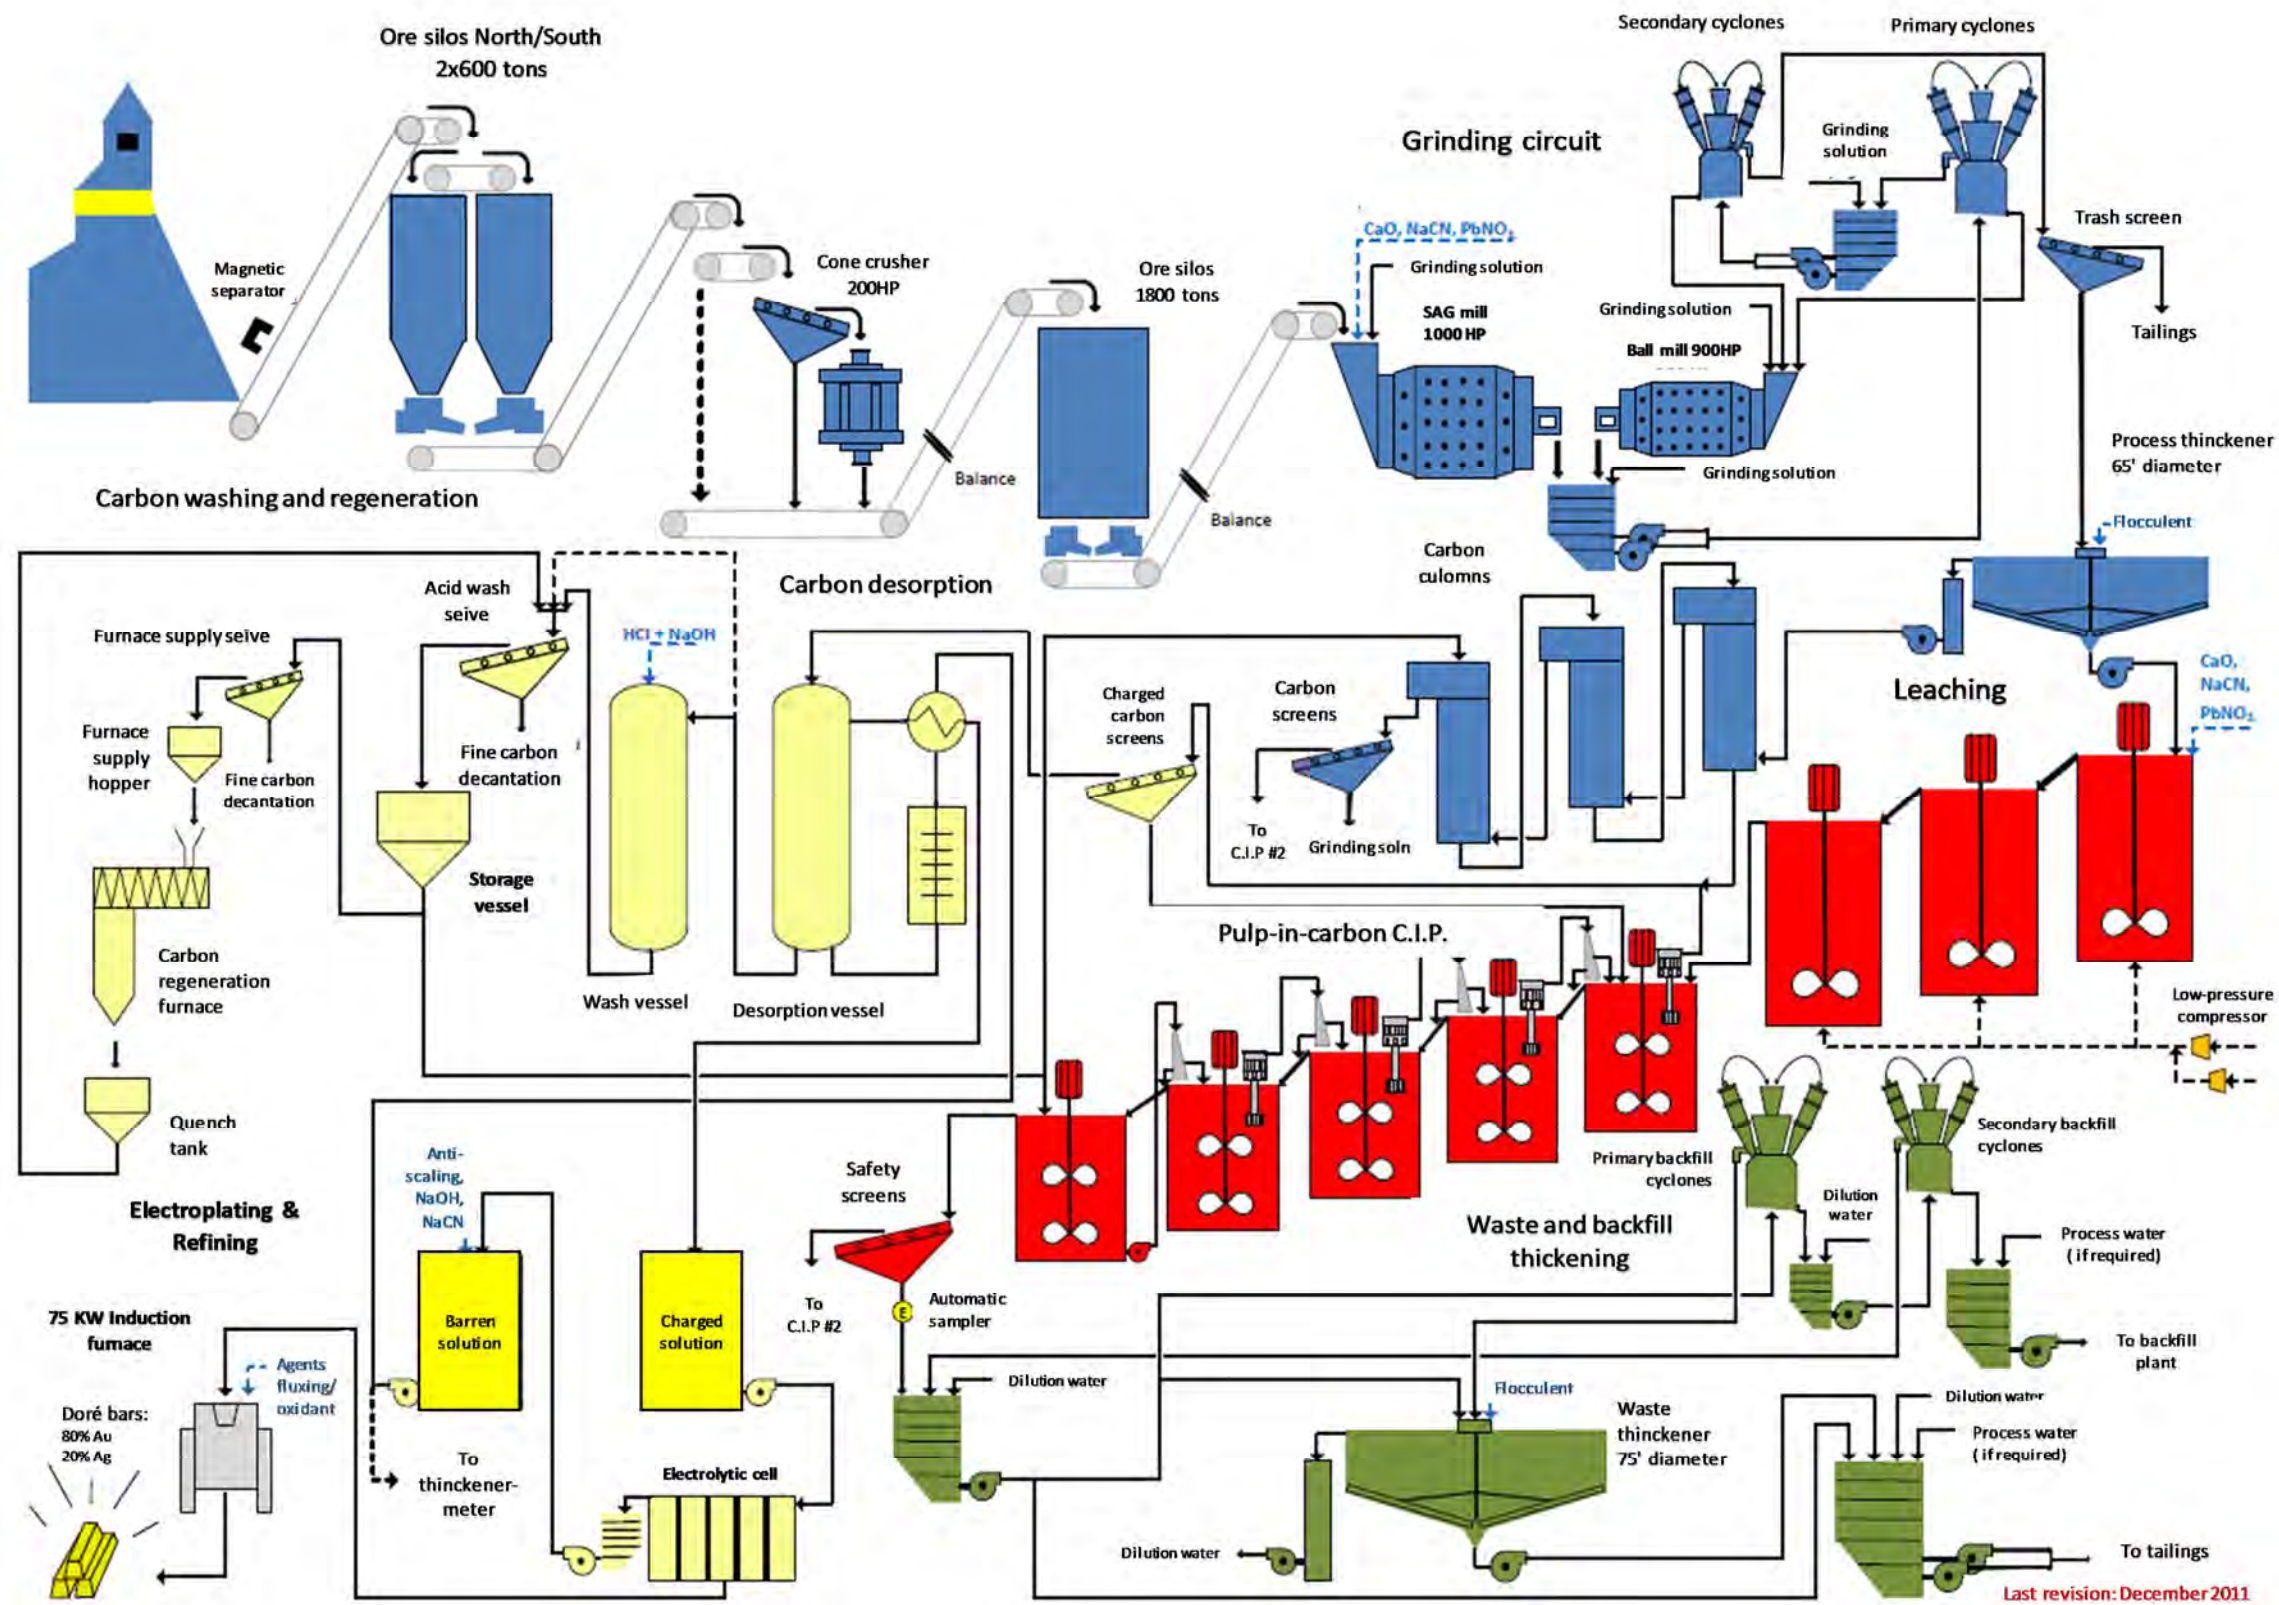 Secondary cyclones
Primary cyclones
Ore silos North/South
2x600 tons
Grinding circuit
Grinding
solution
Magnetic
separator
Cone crusher
200HP
Ore silos
1800 tons
CaO, NaCN, PbNO₃
Grinding solution
SAG mill
1000 HP
Grinding solution
Ball mill 900HP
Trash screen
Tailings
Balance
Balance
Grinding solution
Process thinckener
65' diameter
Flocculent
Carbon washing and regeneration
Carbon desorption
Carbon
culomns
Acid wash
seive
Furnace supply seive
HCl + NaOH
Charged
carbon
screens
Carbon
screens
Leaching
CaO,
NaCN,
PbNO₃
Furnace
supply
hopper
Fine carbon
decantation
Fine carbon
decantation
To
C.I.P #2
Grinding soln
Storage
vessel
Pulp-in-carbon C.I.P.
Carbon
regeneration
furnace
Wash vessel
Desorption vessel
Low-pressure
compressor
Quench
tank
Primary backfill
cyclones
Secondary backfill
cyclones
Electroplating &
Refining
Anti-
scaling,
NaOH,
NaCN
Safety
screens
Waste and backfill
thickening
Dilution
water
Process water
( if required)
75 KW Induction
furnace
Barren
solution
Charged
solution
To
C.I.P #2
E
Automatic
sampler
To backfill
plant
Agents
fluxing/
oxidant
Dilution water
Flocculent
Dilution water
Doré bars:
80% Au
20% Ag
Waste
thinckener
75' diameter
Process water
( if required)
To
thinckener-
meter
Electrolytic cell
Dilution water
To tailings
Last revision: December 2011